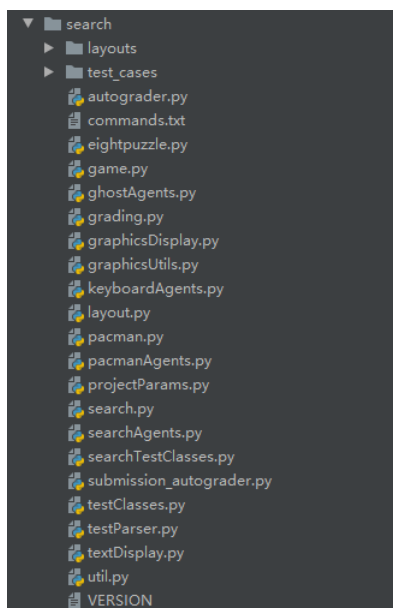 search
layouts
test_cases
autograder.py
commands.txt
eightpuzzle.py
game.py
ghostAgents.py
grading.py
graphicsDisplay.py
graphicsUtils.py
keyboardAgents.py
layout.py
pacman.py
pacmanAgents.py
projectParams.py
search.py
searchAgents.py
searchTestClasses.py
submission_autograder.py
testClasses.py
testParser.py
textDisplay.py
util.py
VERSION